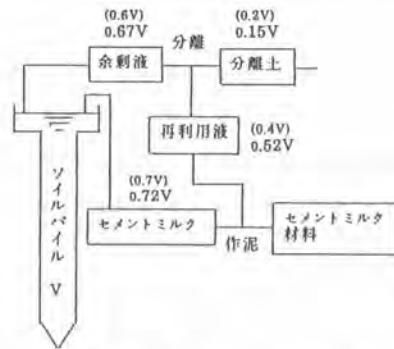 (0.6V)
0.67V
余剰液
分離
(0.2V)
0.15V
分離土
再利用液
(0.4V)
0.52V
(0.7V)
0.72V
セメントミルク
作泥
セメントミルク
材料
ソイルパイル V